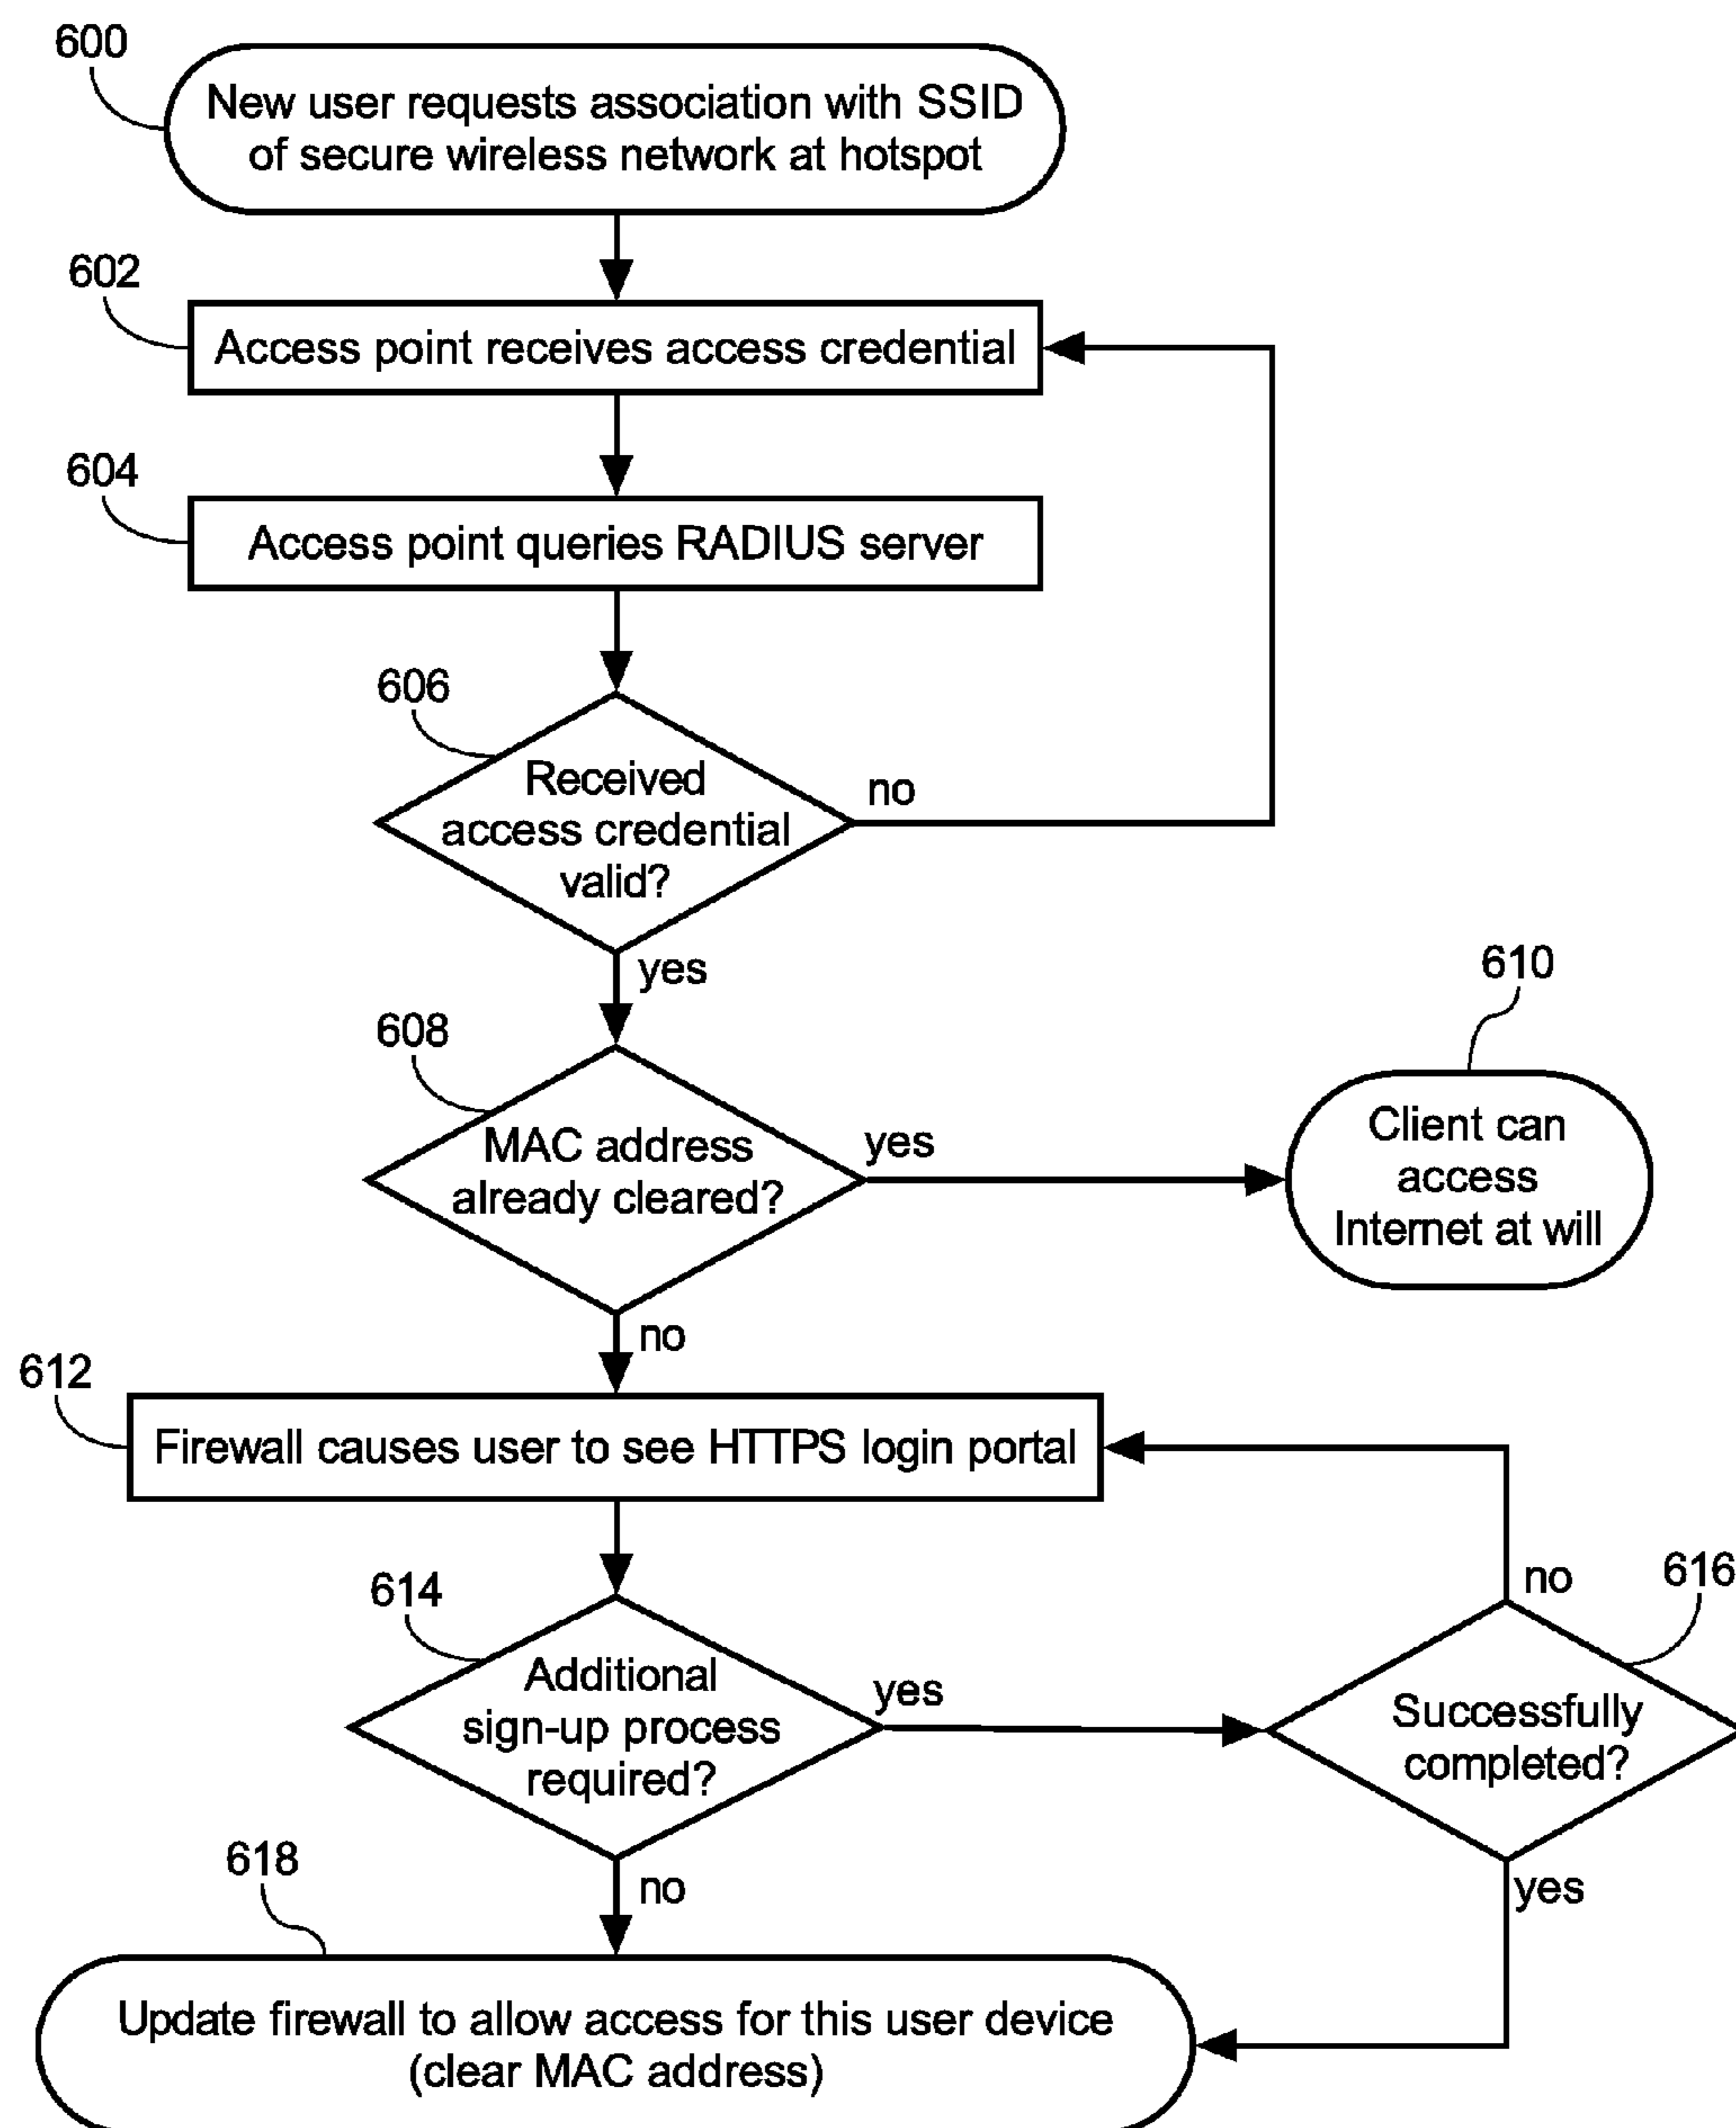 600
New user requests association with SSID
of secure wireless network at hotspot
602
Access point receives access credential
604
Access point queries RADIUS server
606
Received
access credential
valid?
no
yes
608
MAC address
already cleared?
yes
610
Client can
access
Internet at will
no
612
Firewall causes user to see HTTPS login portal
614
Additional
sign-up process
required?
yes
616
no
Successfully
completed?
no
yes
618
Update firewall to allow access for this user device
(clear MAC address)